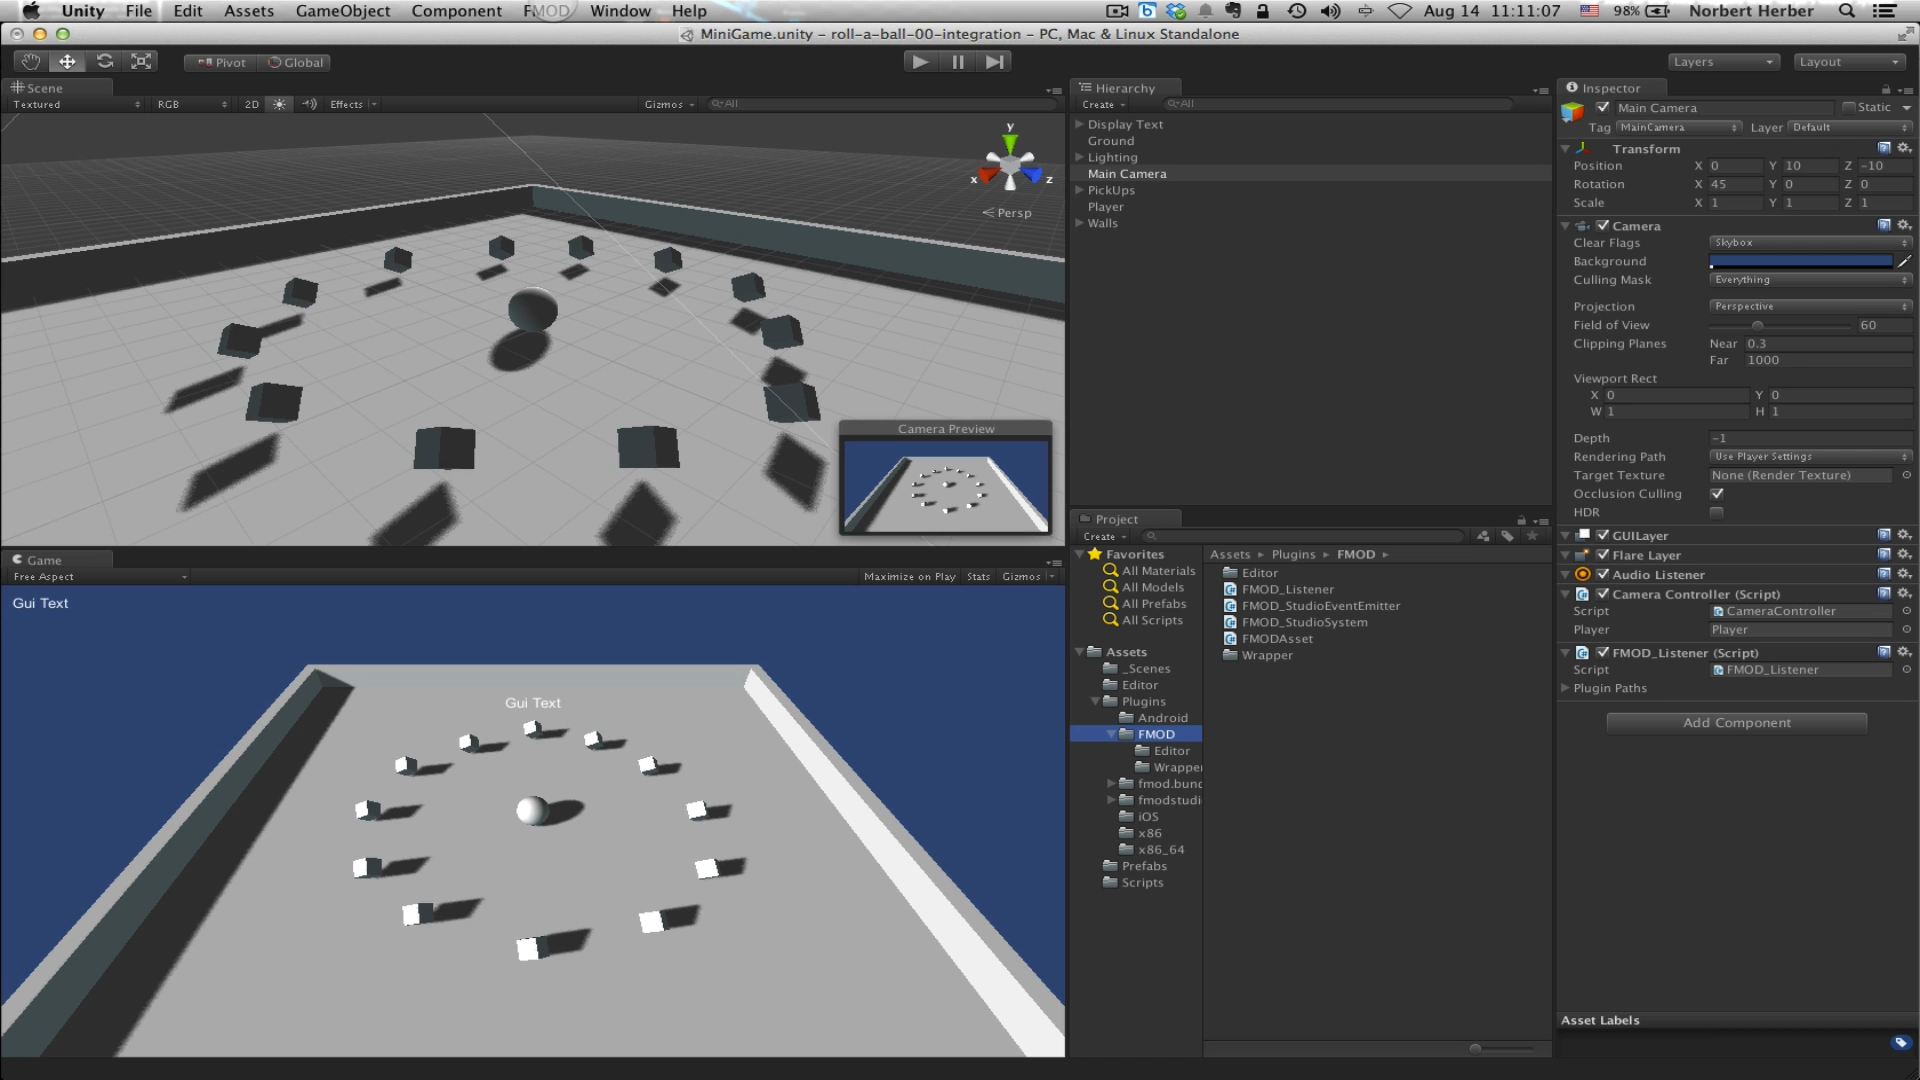 Unity File Edit Assets GameObject Component FMOD Window Help Aug 14 11:11:07 98% Norbert Herber
MiniGame.unity – roll-a-ball-00-integration – PC, Mac & Linux Standalone
Pivot Global Layers Layout
Scene
Textured RGB 2D Effects Gizmos All
y
x
z
Persp
Camera Preview
Game
Free Aspect Maximize on Play Stats Gizmos
Gui Text
Gui Text
Hierarchy
Create All
Display Text
Ground
Lighting
Main Camera
PickUps
Player
Walls
Project
Create
Favorites
All Materials
All Models
All Prefabs
All Scripts
Assets
_Scenes
Editor
Plugins
Android
FMOD
Editor
Wrapper
fmod.bund
fmodstudi
iOS
x86
x86_64
Prefabs
Scripts
Assets Plugins FMOD
Editor
FMOD_Listener
FMOD_StudioEventEmitter
FMOD_StudioSystem
FMODAsset
Wrapper
Inspector
Main Camera Static
Tag MainCamera Layer Default
Transform
Position X 0 Y 10 Z -10
Rotation X 45 Y 0 Z 0
Scale X 1 Y 1 Z 1
Camera
Clear Flags Skybox
Background
Culling Mask Everything
Projection Perspective
Field of View 60
Clipping Planes Near 0.3
Far 1000
Viewport Rect
X 0 Y 0
W 1 H 1
Depth -1
Rendering Path Use Player Settings
Target Texture None (Render Texture)
Occlusion Culling
HDR
GUILayer
Flare Layer
Audio Listener
Camera Controller (Script)
Script CameraController
Player Player
FMOD_Listener (Script)
Script FMOD_Listener
Plugin Paths
Add Component
Asset Labels